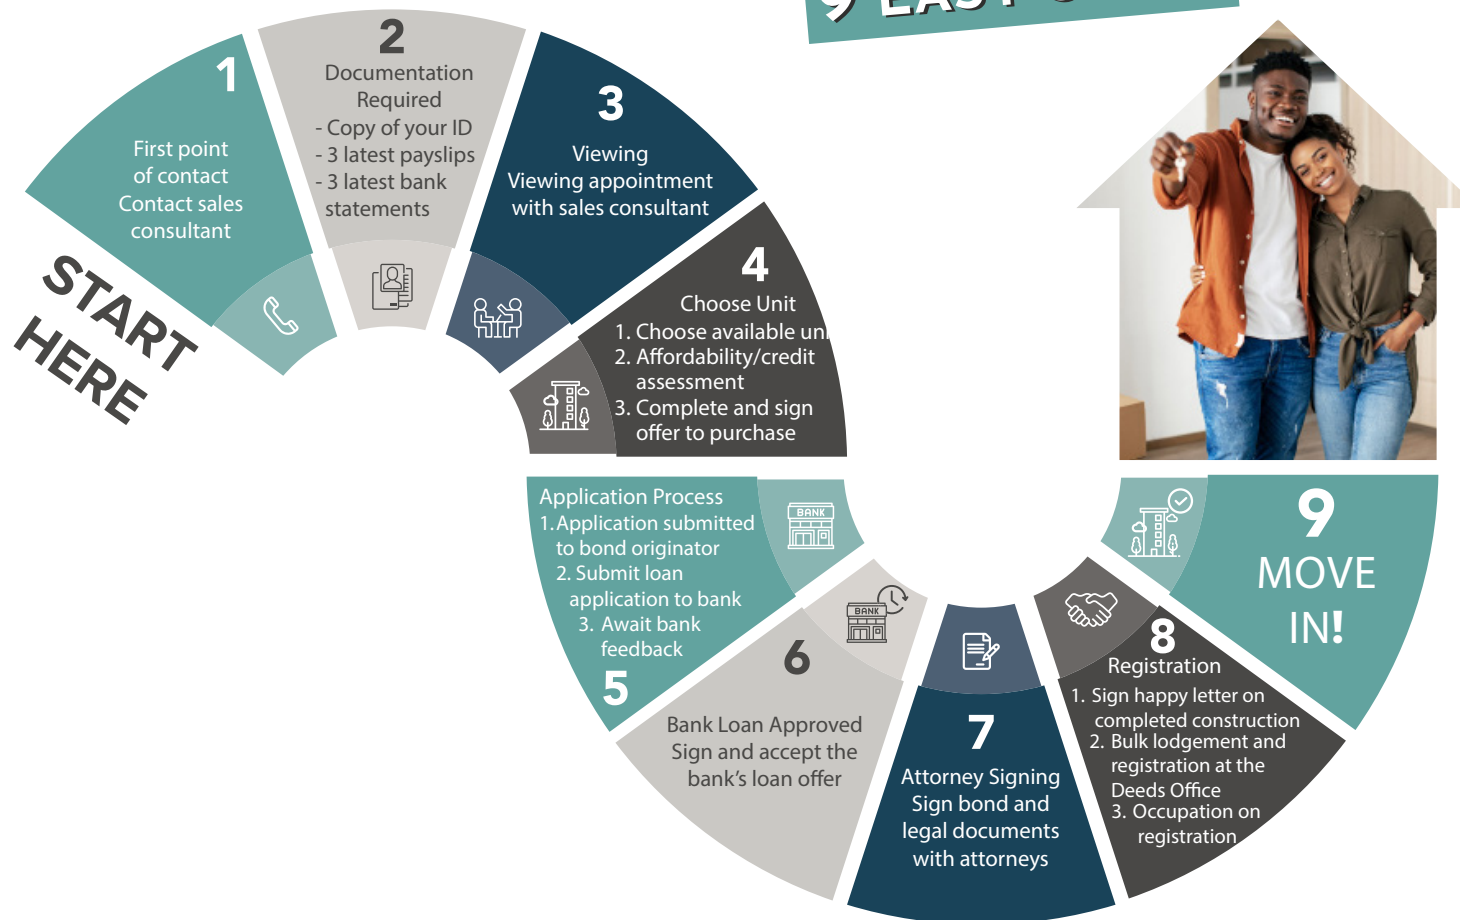 9 EASY
1
First point
of contact
Contact sales
consultant
START
HERE
2
Documentation
Required
- Copy of your ID
- 3 latest payslips
- 3 latest bank
statements
3
Viewing
Viewing appointment
with sales consultant
4
Choose Unit
1. Choose available
2. Affordability/credit
assessment
3. Complete and sign
offer to purchase
Application Process
1.Application submitted
to bond originator
2. Submit loan
application to bank
3. Await bank
feedback
5
BANK
6
Bank Loan Approved
Sign and accept the
bank's loan offer
BANK
7
Attorney Signing
Sign bond and
legal documents
with attorneys
8
Registration
1. Sign happy letter on
completed construction
2. Bulk lodgement and
registration at the
Deeds Office
3. Occupation on
registration
9
MOVE
IN!